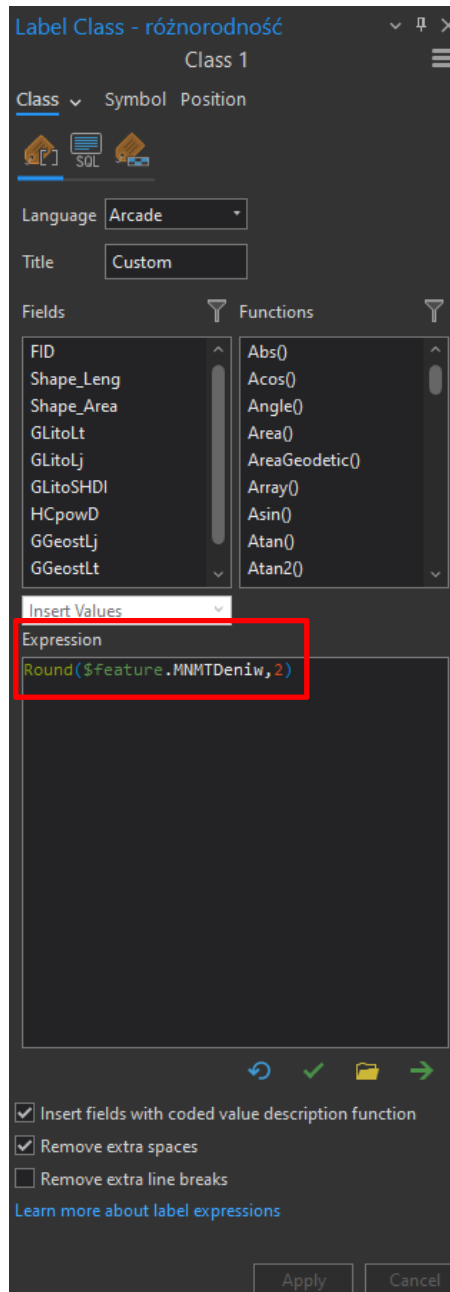 Label Class - różnorodność
Class 1
Class Symbol Position
SQL
Language Arcade
Title Custom
Fields Functions
FID Abs()
Shape_Leng Acos()
Shape_Area Angle()
GLitoLt Area()
GLitoLj AreaGeodetic()
GLitoSHDI Array()
HCpowD Asin()
GGeostLj Atan()
GGeostLt Atan2()
Insert Values
Expression
Round($feature.MNMTDeniw,2)
Insert fields with coded value description function
Remove extra spaces
Remove extra line breaks
Learn more about label expressions
Apply Cancel